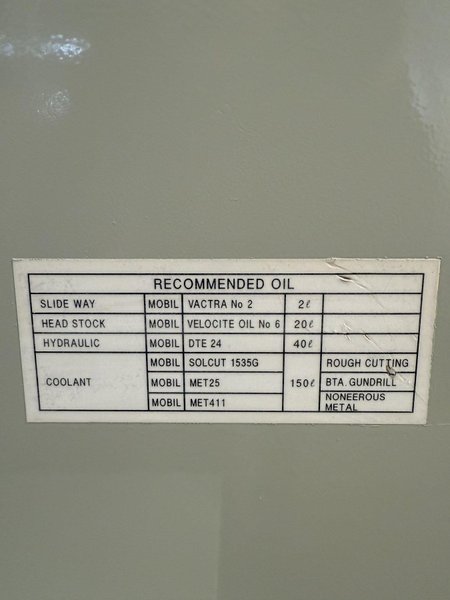 RECOMMENDED OIL
SLIDE WAY MOBIL VACTRA No 2 2ℓ
HEAD STOCK MOBIL VELOCITE OIL No 6 20ℓ
HYDRAULIC MOBIL DTE 24 40ℓ
COOLANT MOBIL SOLCUT 1535G 150ℓ ROUGH CUTTING
MOBIL MET25 BTA. GUNDRILL
MOBIL MET411 NONEEROUS METAL